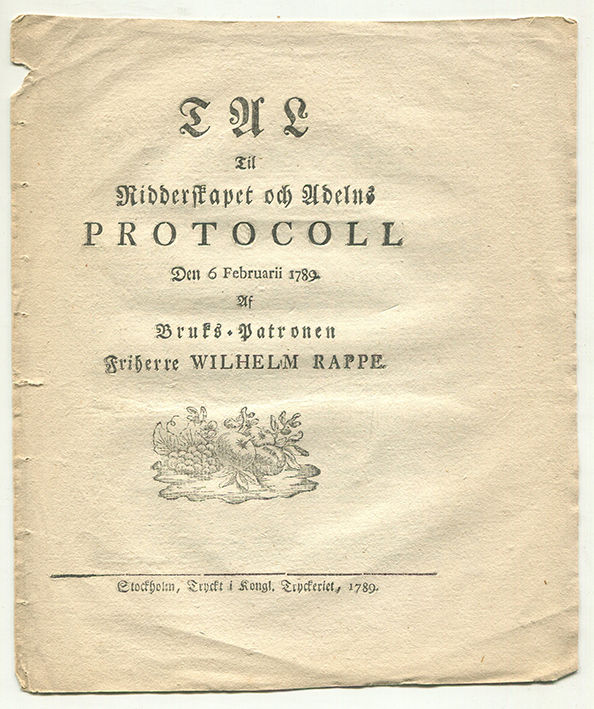 TAL
Til
Ridderskapet och Adelns
PROTOCOLL
Den 6 Februarii 1789.
Af
Bruks-Patronen
Friherre WILHELM RAPPE.
Stockholm, Tryckt i Kongl. Tryckeriet, 1789.